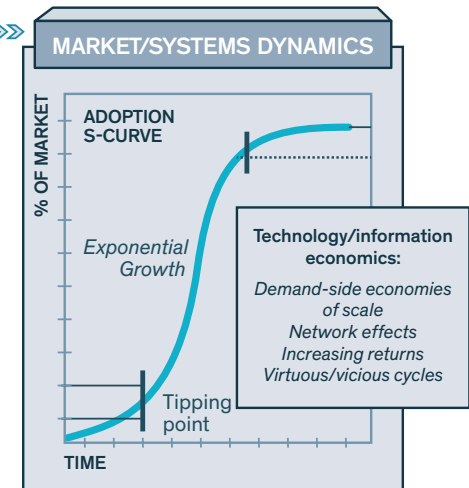 MARKET/SYSTEMS DYNAMICS
% OF MARKET
ADOPTION
S-CURVE
Exponential
Growth
Technology/information
economics:
Demand-side economies
of scale
Network effects
Increasing returns
Virtuous/vicious cycles
Tipping
point
TIME